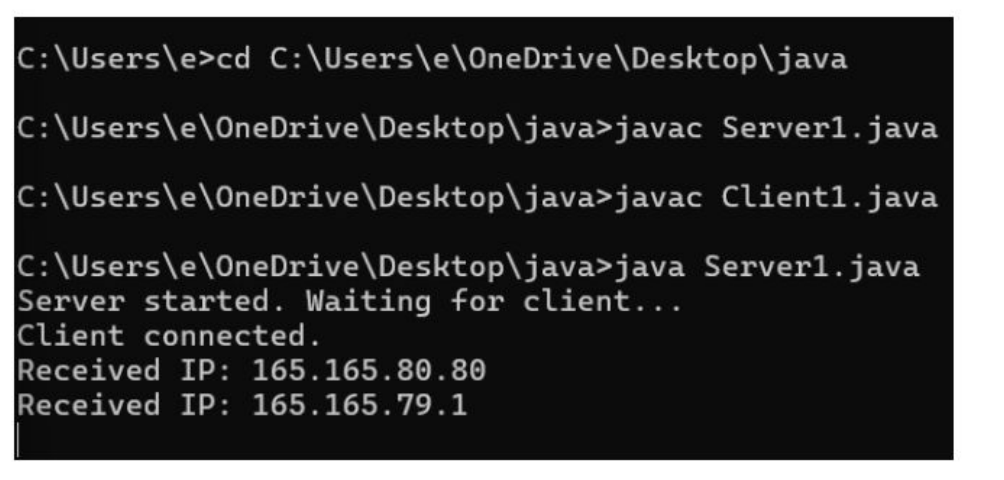 C:\Users\e>cd C:\Users\e\OneDrive\Desktop\java
C:\Users\e\OneDrive\Desktop\java>javac Server1.java
C:\Users\e\OneDrive\Desktop\java>javac Client1.java
C:\Users\e\OneDrive\Desktop\java>java Server1.java
Server started. Waiting for client...
Client connected.
Received IP: 165.165.80.80
Received IP: 165.165.79.1